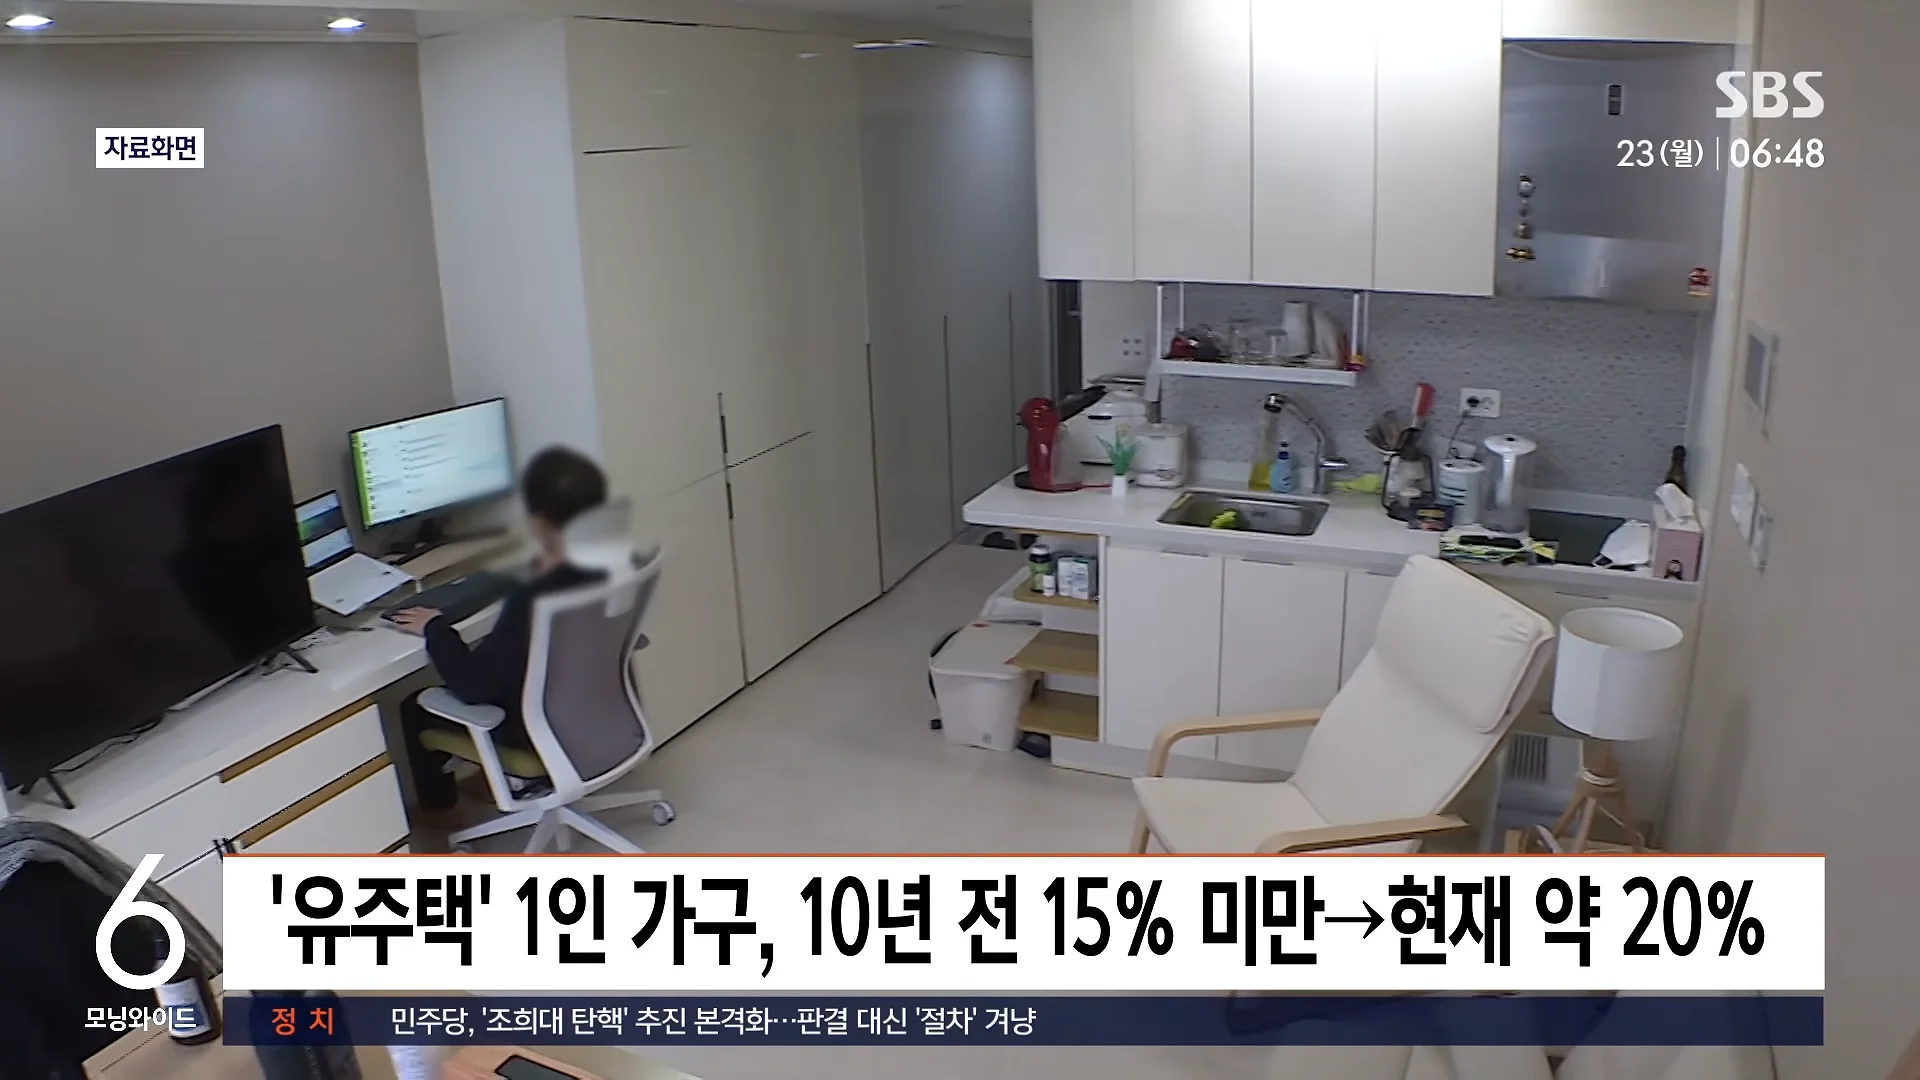 자료화면
SBS
23(월) | 06:48
'유주택' 1인 가구, 10년 전 15% 미만→현재 약 20%
6
모닝와이드
정치 민주당, '조희대 탄핵' 추진 본격화…판결 대신 '절차' 겨냥